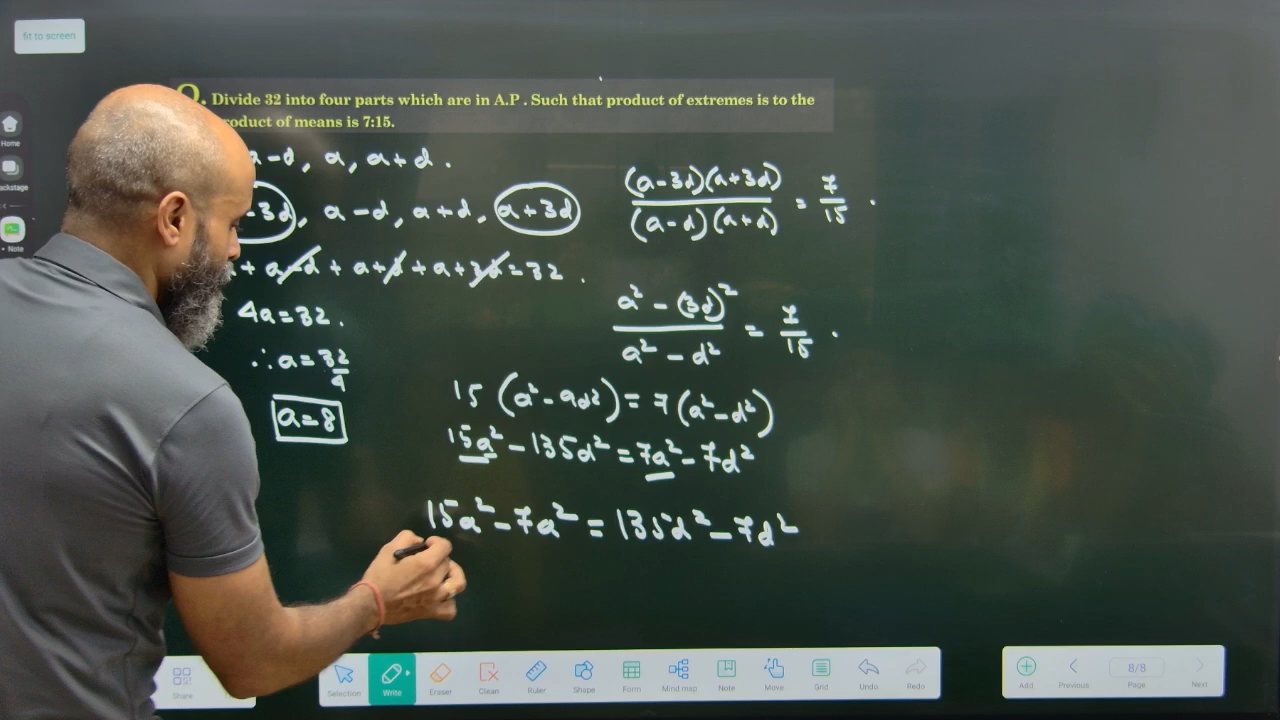 fit to screen
Q. Divide 32 into four parts which are in A.P . Such that product of extremes is to the
roduct of means is 7:15.
a-d, a, a+d.
-3d, a-d, a+d, a+3d
+ a-d + a+d + a+3d = 32.
4a=32.
∴a=32/4
a=8
(a-3d)(a+3d)/(a-d)(a+d) = 7/15.
a²-(3d)²/a²-d² = 7/15.
15(a²-9d²)=7(a²-d²)
15a²-135d²=7a²-7d²
15a²-7a²=135d²-7d²
Home
ackstage
Note
Share
Selection Write Eraser Clean Ruler Shape Form Mind map Note Move Grid Undo Redo
Add Previous 8/8 Page Next